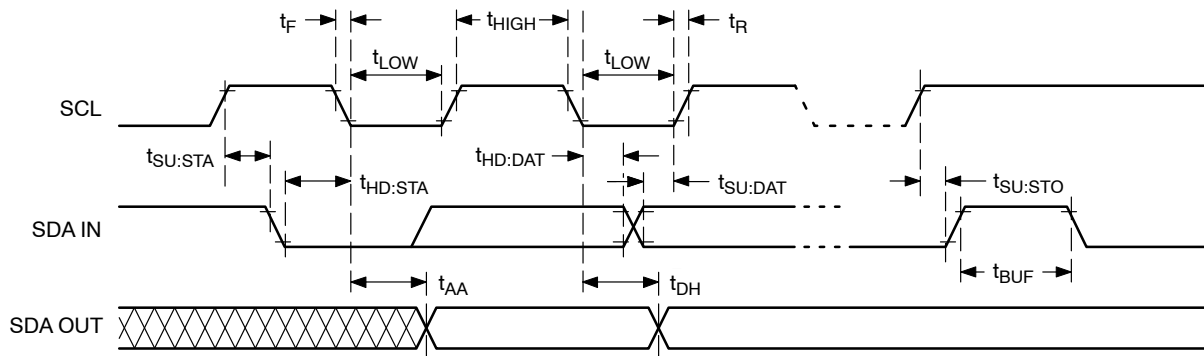 tF
tHIGH
tR
tLOW
tLOW
SCL
tSU:STA
tHD:STA
tHD:DAT
tSU:DAT
tSU:STO
SDA IN
tBUF
tAA
tDH
SDA OUT